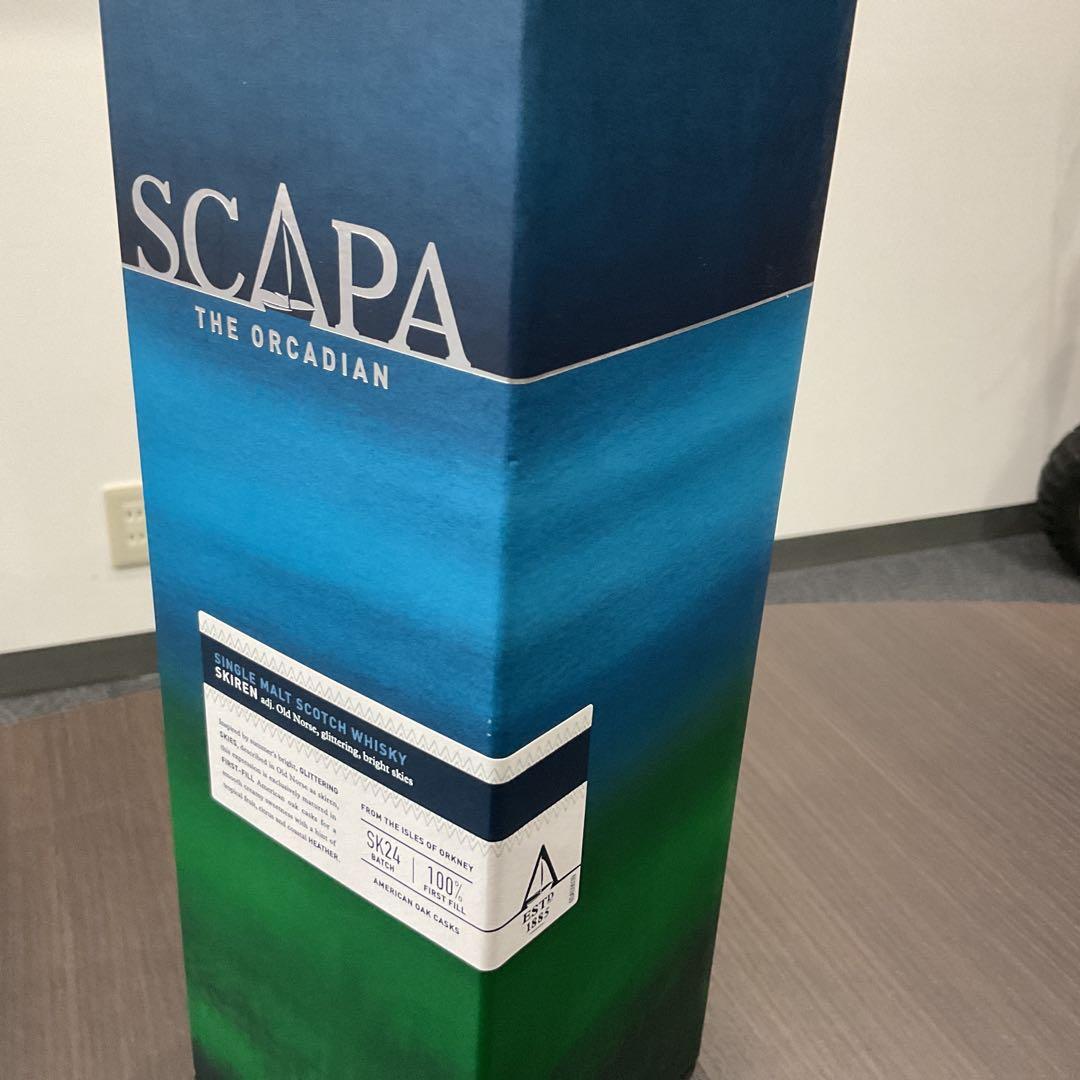 SCAPA
THE ORCADIAN
SINGLE MALT SCOTCH WHISKY
SKIREN adj. Old Norse, glittering, bright skies
Inspired by summer's bright, GLITTERING
SKIES, described in Old Norse as skiren,
this expression is exclusively matured in
FIRST-FILL American oak casks for a
smooth creamy sweetness with a hint of
tropical fruit, citrus and coastal HEATHER.
FROM THE ISLES OF ORKNEY
SK24
BATCH
100%
FIRST FILL
AMERICAN OAK CASKS
ESTD
1885